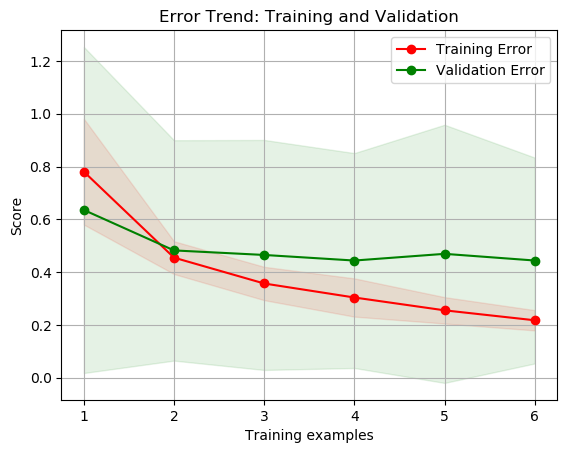 Error Trend: Training and Validation
Training Error
Validation Error
1.2
1.0
0.8
0.6
0.4
0.2
0.0
Score
1 2 3 4 5 6
Training examples